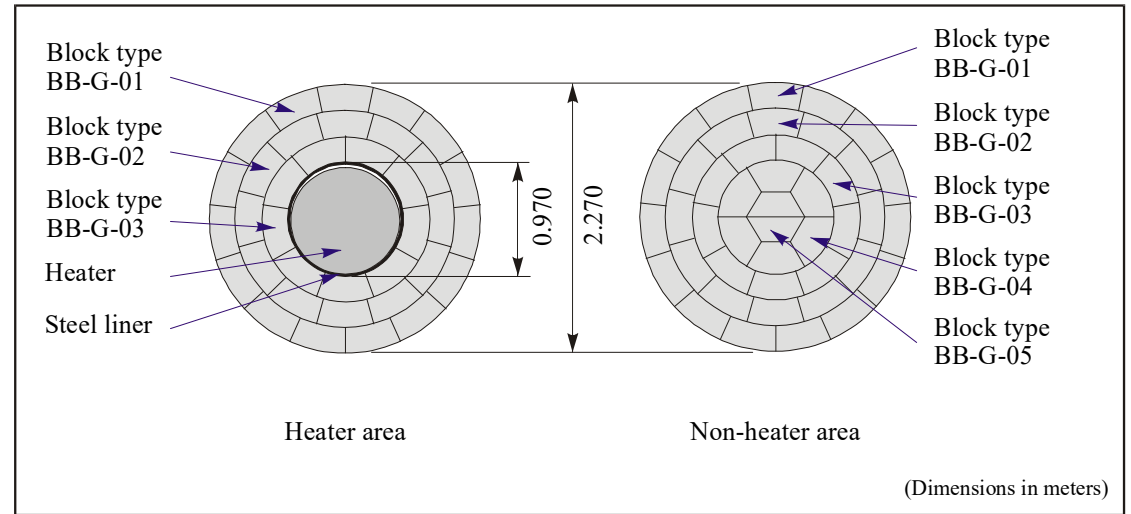 Block type
BB-G-01
Block type
BB-G-02
Block type
BB-G-03
Heater
Steel liner
0.970
2.270
Block type
BB-G-01
Block type
BB-G-02
Block type
BB-G-03
Block type
BB-G-04
Block type
BB-G-05
Heater area
Non-heater area
(Dimensions in meters)